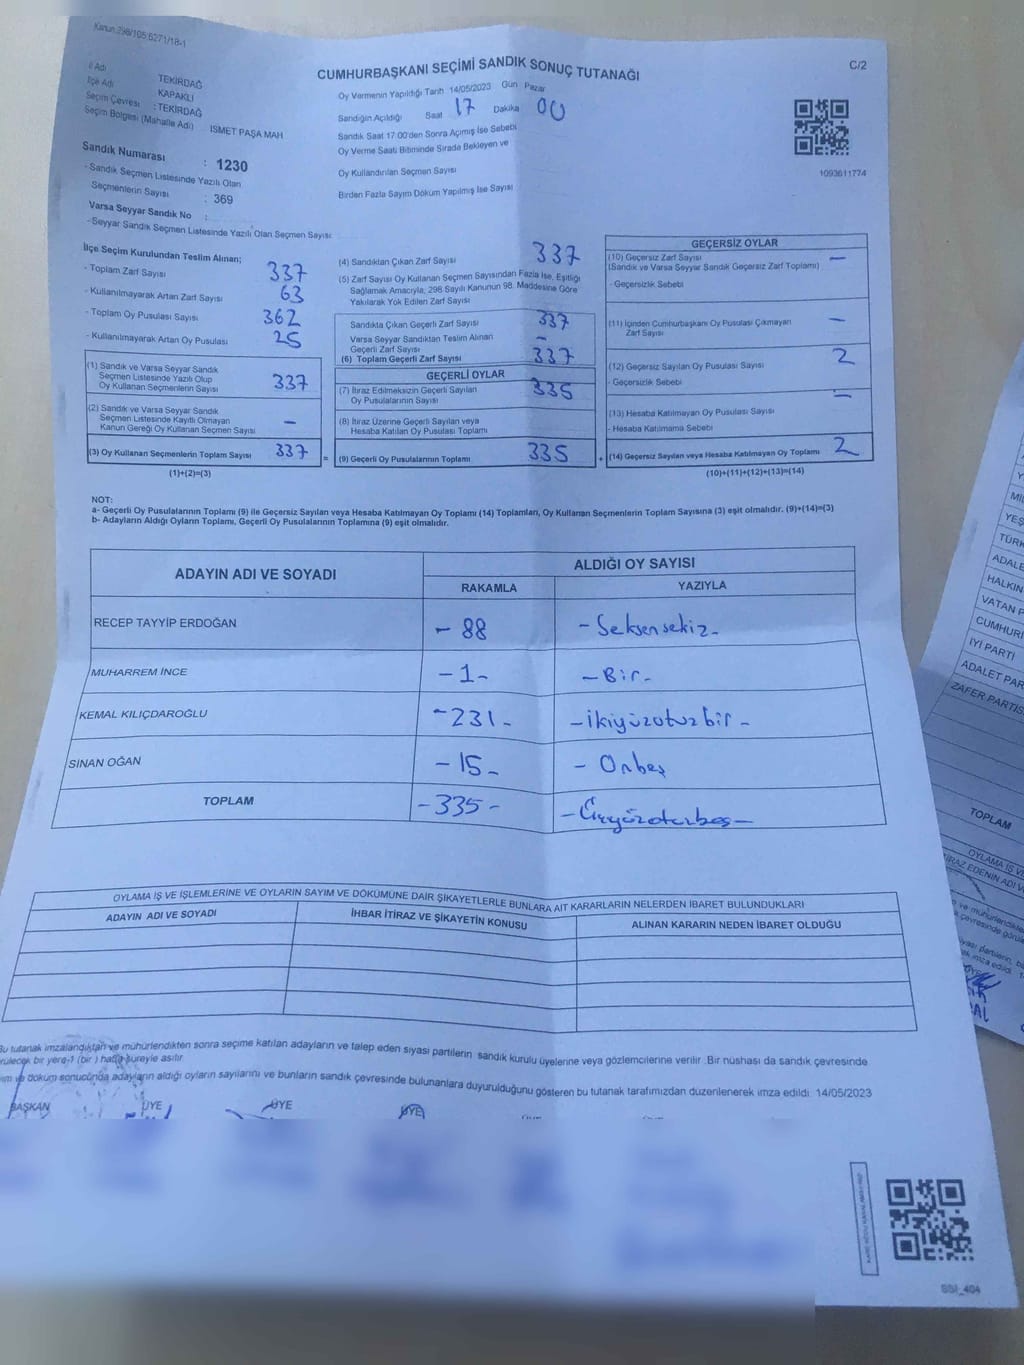 Kanun:298/105;6271/18-1
C/2
CUMHURBAŞKANI SEÇİMİ SANDIK SONUÇ TUTANAĞI
İl Adı TEKİRDAĞ
İlçe Adı KAPAKLI
Seçim Çevresi : TEKİRDAĞ
Seçim Bölgesi (Mahalle Adı) İSMET PAŞA MAH
Sandık Numarası : 1230
- Sandık Seçmen Listesinde Yazılı Olan
Seçmenlerin Sayısı : 369
Varsa Seyyar Sandık No :
- Seyyar Sandık Seçmen Listesinde Yazılı Olan Seçmen Sayısı:
Oy Vermenin Yapıldığı Tarih 14/05/2023 Gün Pazar
Sandığın Açıldığı Saat 17 Dakika 00
Sandık Saat 17:00'den Sonra Açımış İse Sebebi
Oy Verme Saati Bitiminde Sırada Bekleyen ve
Oy Kullandırılan Seçmen Sayısı
Birden Fazla Sayım Döküm Yapılmış İse Sayısı
1093611774
İlçe Seçim Kurulundan Teslim Alınan;
- Toplam Zarf Sayısı 337
- Kullanılmayarak Artan Zarf Sayısı 63
- Toplam Oy Pusulası Sayısı 362
- Kullanılmayarak Artan Oy Pusulası 25
(1) Sandık ve Varsa Seyyar Sandık
Seçmen Listesinde Yazılı Olup
Oy Kullanan Seçmenlerin Sayısı 337
(2) Sandık ve Varsa Seyyar Sandık
Seçmen Listesinde Kayıtlı Olmayan
Kanun Gereği Oy Kullanan Seçmen Sayısı –
(3) Oy Kullanan Seçmenlerin Toplam Sayısı 337 =
(1)+(2)=(3)
(4) Sandıktan Çıkan Zarf Sayısı 337
(5) Zarf Sayısı Oy Kullanan Seçmen Sayısından Fazla İse, Eşitliği
Sağlamak Amacıyla, 298 Sayılı Kanunun 98. Maddesine Göre
Yakılarak Yok Edilen Zarf Sayısı
Sandıkta Çıkan Geçerli Zarf Sayısı 337
Varsa Seyyar Sandıktan Teslim Alınan
Geçerli Zarf Sayısı –
(6) Toplam Geçerli Zarf Sayısı 337
GEÇERLİ OYLAR
(7) İtiraz Edilmeksizin Geçerli Sayılan
Oy Pusulalarının Sayısı 335
(8) İtiraz Üzerine Geçerli Sayılan veya
Hesaba Katılan Oy Pusulası Toplamı
(9) Geçerli Oy Pusulalarının Toplamı 335 +
GEÇERSİZ OYLAR
(10) Geçersiz Zarf Sayısı –
(Sandık ve Varsa Seyyar Sandık Geçersiz Zarf Toplamı)
- Geçersizlik Sebebi
(11) İçinden Cumhurbaşkanı Oy Pusulası Çıkmayan
Zarf Sayısı –
(12) Geçersiz Sayılan Oy Pusulası Sayısı 2
- Geçersizlik Sebebi
(13) Hesaba Katılmayan Oy Pusulası Sayısı –
- Hesaba Katılmama Sebebi
(14) Geçersiz Sayılan veya Hesaba Katılmayan Oy Toplamı 2
(10)+(11)+(12)+(13)=(14)
NOT:
a- Geçerli Oy Pusulalarının Toplamı (9) ile Geçersiz Sayılan veya Hesaba Katılmayan Oy Toplamı (14) Toplamları, Oy Kullanan Seçmenlerin Toplam Sayısına (3) eşit olmalıdır. (9)+(14)=(3)
b- Adayların Aldığı Oyların Toplamı, Geçerli Oy Pusulalarının Toplamına (9) eşit olmalıdır.
ADAYIN ADI VE SOYADI ALDIĞI OY SAYISI
RAKAMLA YAZIYLA
RECEP TAYYİP ERDOĞAN - 88 - Seksensekiz -
MUHARREM İNCE - 1 - - Bir -
KEMAL KILIÇDAROĞLU - 231 - - ikiyüzotuzbir -
SİNAN OĞAN - 15 - - Onbeş
TOPLAM - 335 - - Üçyüzotuzbeş -
OYLAMA İŞ VE İŞLEMLERİNE VE OYLARIN SAYIM VE DÖKÜMÜNE DAİR ŞİKAYETLERLE BUNLARA AİT KARARLARIN NELERDEN İBARET BULUNDUKLARI
ADAYIN ADI VE SOYADI İHBAR İTİRAZ VE ŞİKAYETİN KONUSU ALINAN KARARIN NEDEN İBARET OLDUĞU
Bu tutanak imzalandıktan ve mühürlendikten sonra seçime katılan adayların ve talep eden siyasi partilerin sandık kurulu üyelerine veya gözlemcilerine verilir. Bir nüshası da sandık çevresinde
bir yere 1 (bir) hafta süreyle asılır
ve döküm sonucunda adayların aldığı oyların sayılarını ve bunların sandık çevresinde bulunanlara duyurulduğunu gösteren bu tutanak tarafımızdan düzenlenerek imza edildi. 14/05/2023
BAŞKAN ÜYE ÜYE ÜYE
SSİ_404
YEŞ
TÜRK
ADALE
HALKIN
VATAN P
CUMHURİ
İYİ PARTİ
ADALET PAR
ZAFER PARTİS
TOPLAM
OYLAMA İŞ VE